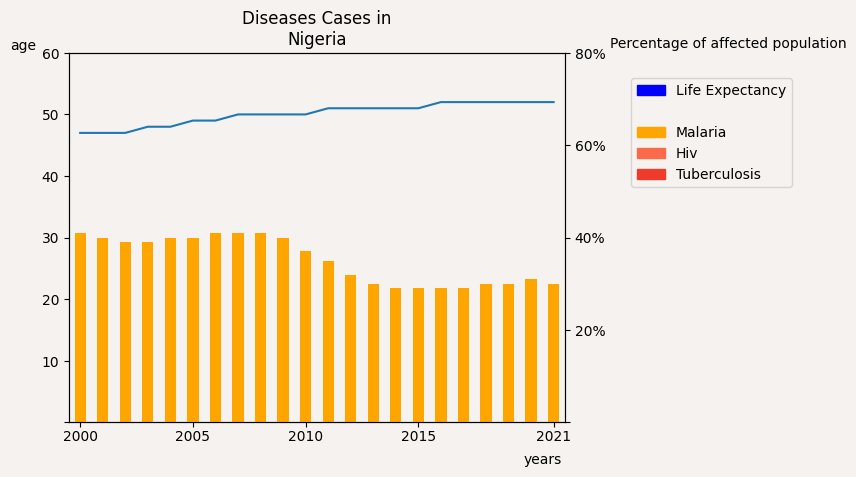 Diseases Cases in
Nigeria
age
Percentage of affected population
60
50
40
30
20
10
80%
60%
40%
20%
Life Expectancy
Malaria
Hiv
Tuberculosis
2000
2005
2010
2015
2021
years